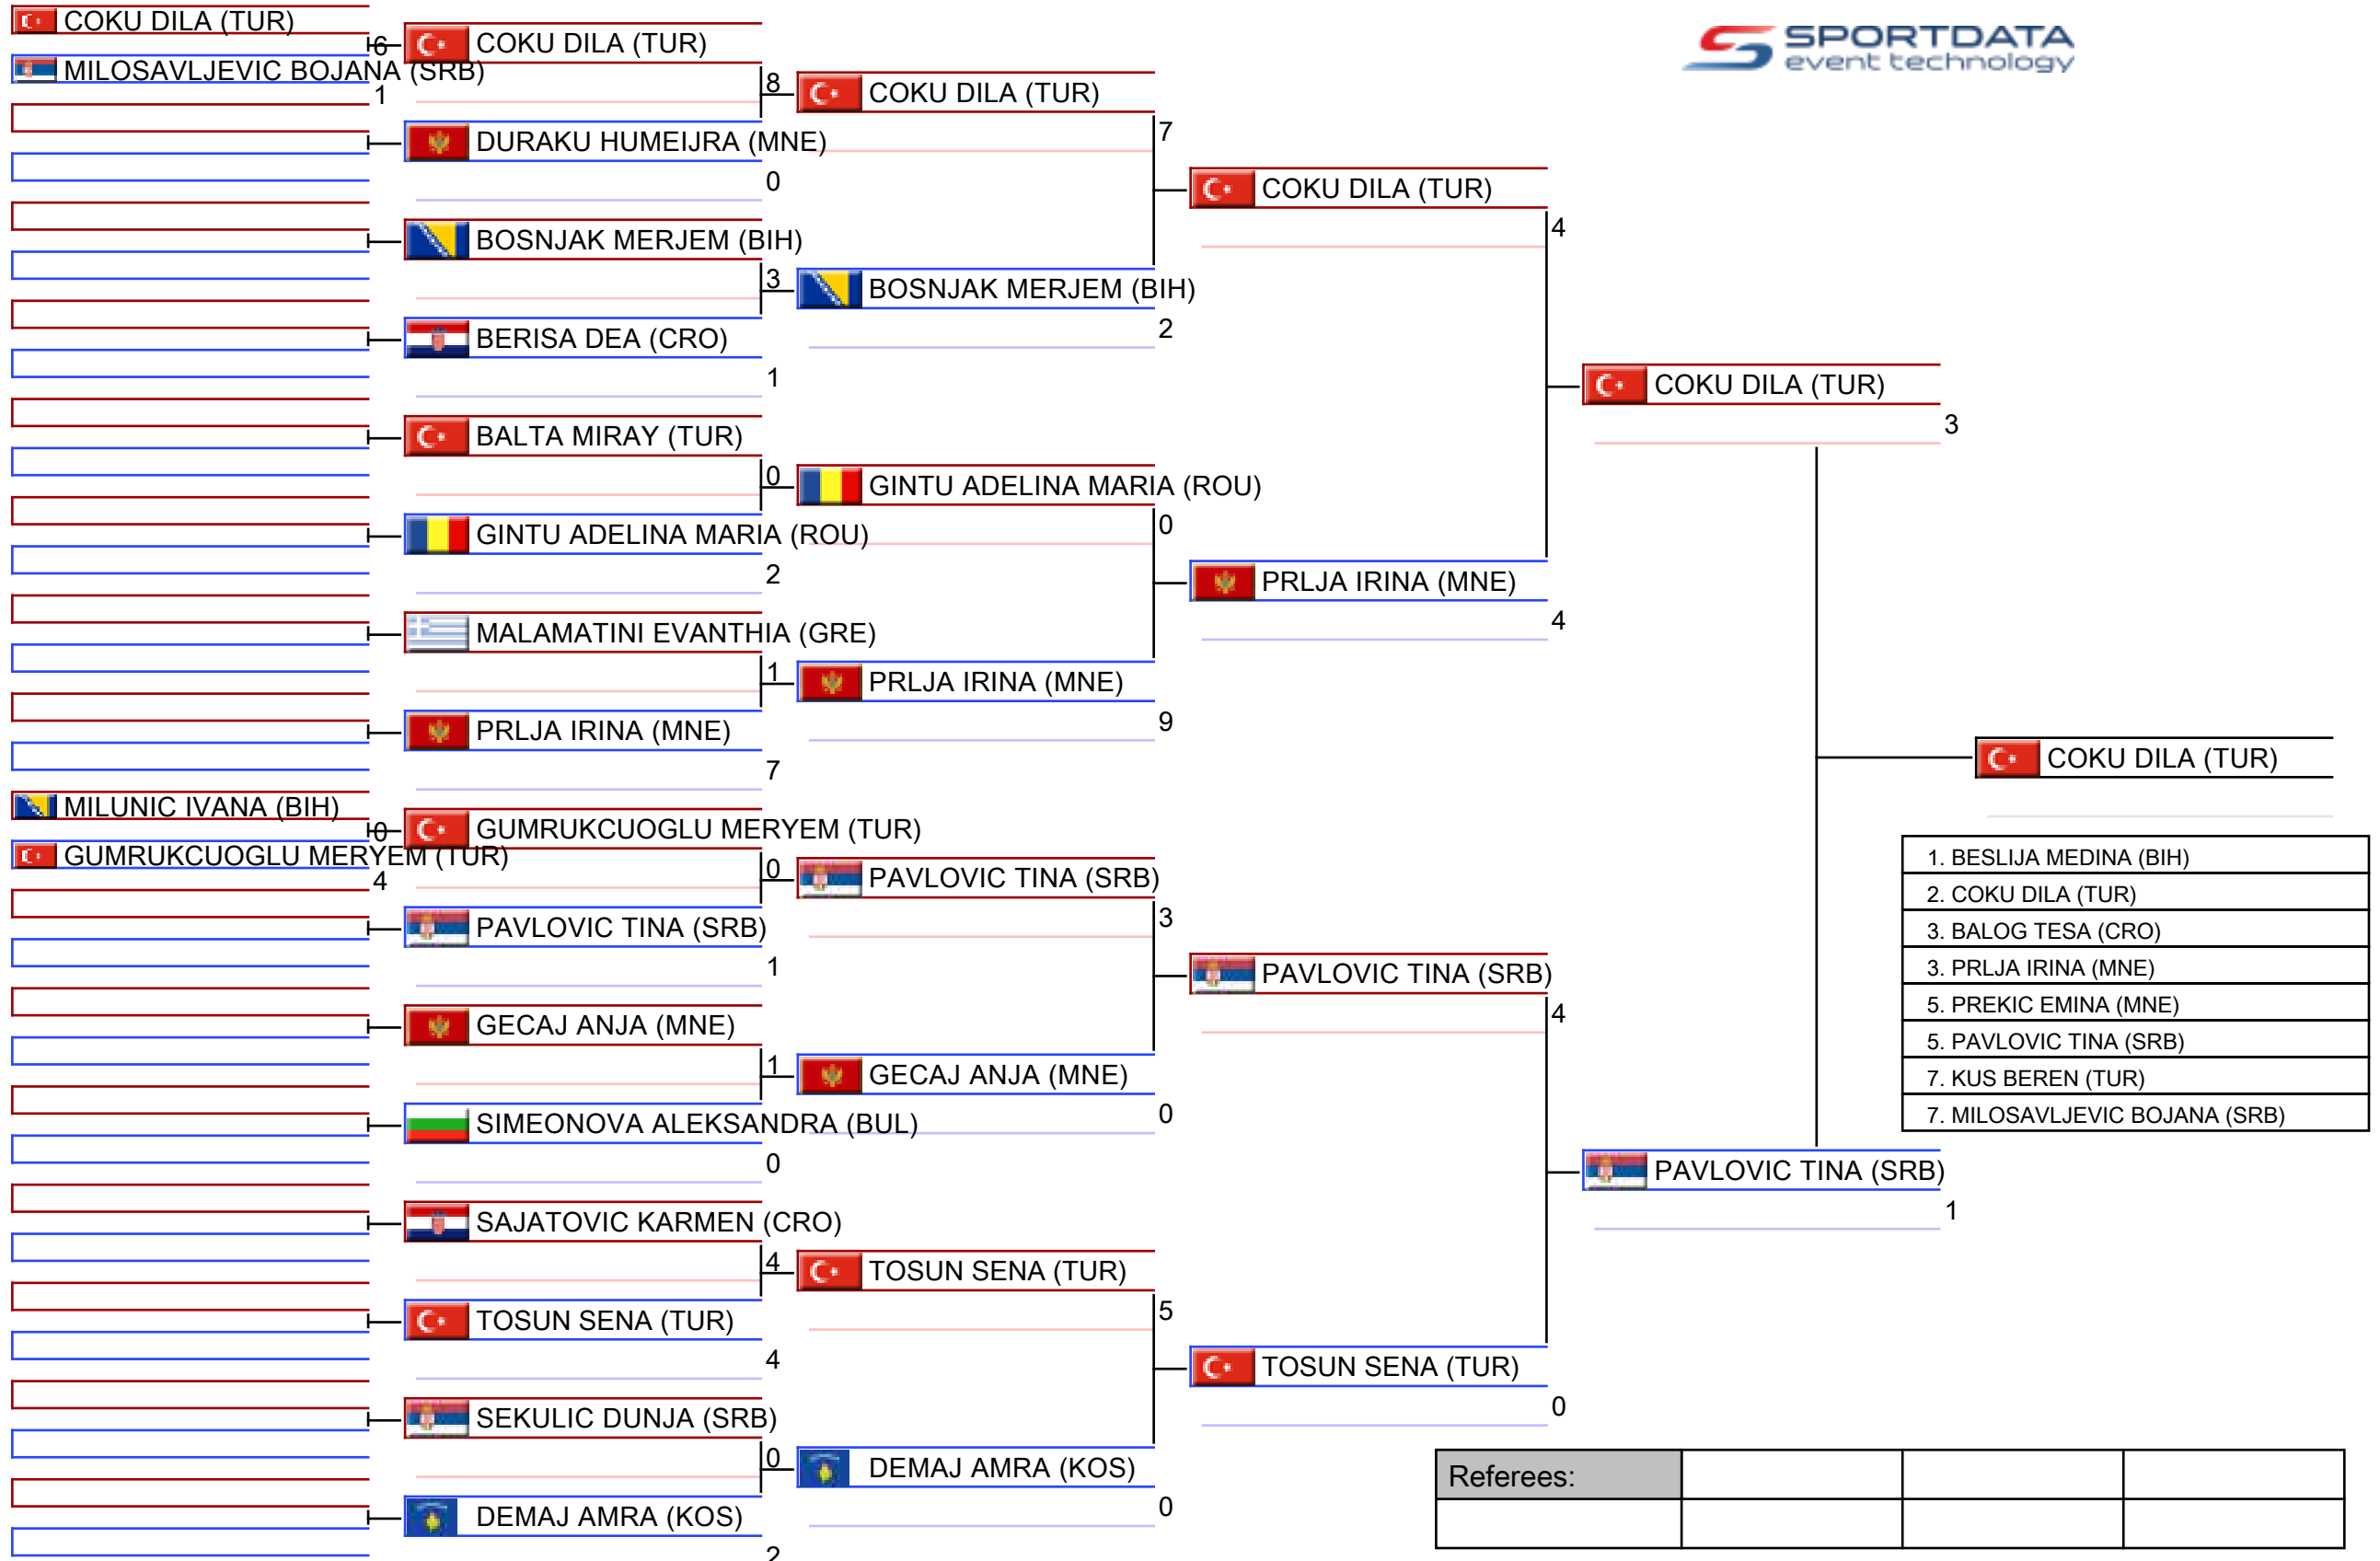 COKU DILA (TUR)
6
MILOSAVLJEVIC BOJANA (SRB)
1
MILUNIC IVANA (BIH)
0
GUMRUKCUOGLU MERYEM (TUR)
4
COKU DILA (TUR)
8
DURAKU HUMEIJRA (MNE)
0
BOSNJAK MERJEM (BIH)
3
BERISA DEA (CRO)
1
BALTA MIRAY (TUR)
0
GINTU ADELINA MARIA (ROU)
2
MALAMATINI EVANTHIA (GRE)
1
PRLJA IRINA (MNE)
7
GUMRUKCUOGLU MERYEM (TUR)
0
PAVLOVIC TINA (SRB)
1
GECAJ ANJA (MNE)
1
SIMEONOVA ALEKSANDRA (BUL)
0
SAJATOVIC KARMEN (CRO)
4
TOSUN SENA (TUR)
4
SEKULIC DUNJA (SRB)
0
DEMAJ AMRA (KOS)
2
COKU DILA (TUR)
7
BOSNJAK MERJEM (BIH)
2
GINTU ADELINA MARIA (ROU)
0
PRLJA IRINA (MNE)
9
PAVLOVIC TINA (SRB)
3
GECAJ ANJA (MNE)
0
TOSUN SENA (TUR)
5
DEMAJ AMRA (KOS)
0
COKU DILA (TUR)
4
PRLJA IRINA (MNE)
4
PAVLOVIC TINA (SRB)
4
TOSUN SENA (TUR)
0
COKU DILA (TUR)
3
PAVLOVIC TINA (SRB)
1
COKU DILA (TUR)
SPORTDATA
event technology
1. BESLIJA MEDINA (BIH)
2. COKU DILA (TUR)
3. BALOG TESA (CRO)
3. PRLJA IRINA (MNE)
5. PREKIC EMINA (MNE)
5. PAVLOVIC TINA (SRB)
7. KUS BEREN (TUR)
7. MILOSAVLJEVIC BOJANA (SRB)
Referees: